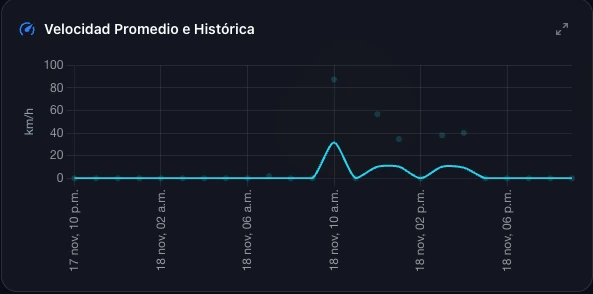 Velocidad Promedio e Histórica
100
80
60
40
20
0
km/h
17 nov, 10 p.m.
18 nov, 02 a.m.
18 nov, 06 a.m.
18 nov, 10 a.m.
18 nov, 02 p.m.
18 nov, 06 p.m.